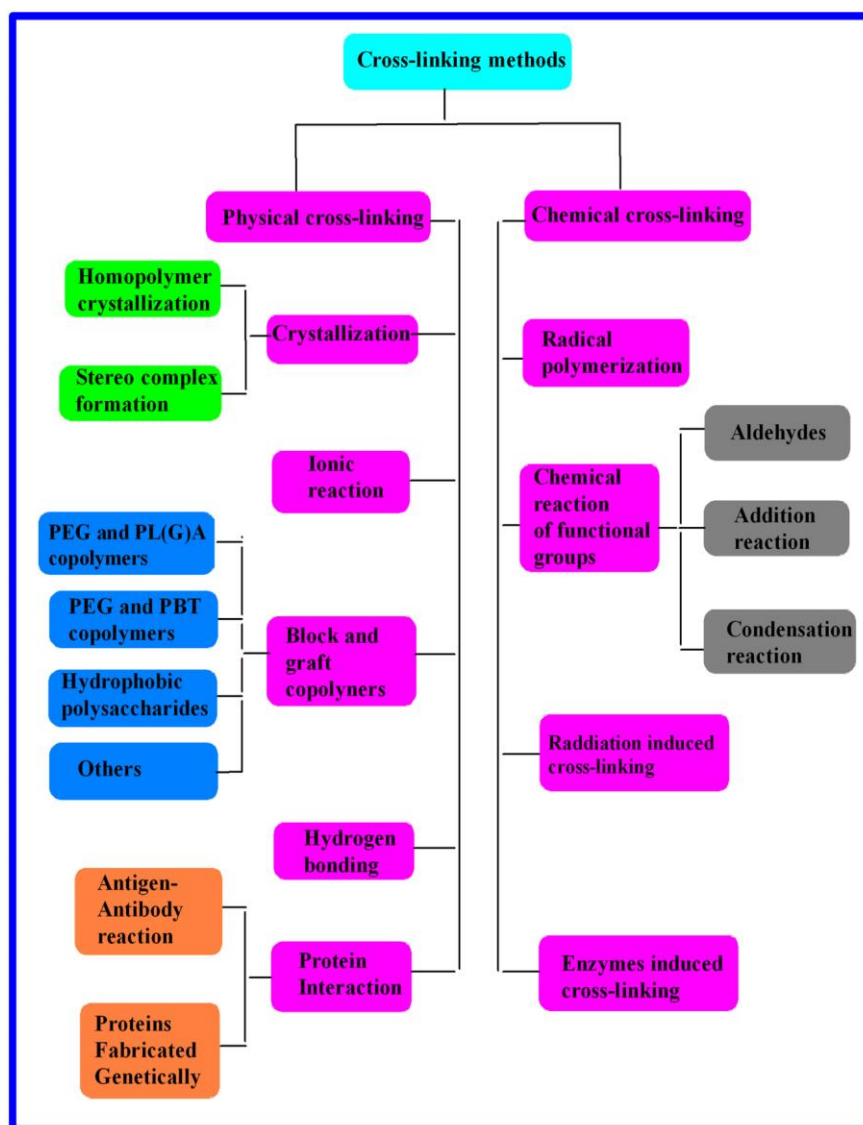 Cross-linking methods
Physical cross-linking
Chemical cross-linking
Homopolymer
crystallization
Crystallization
Stereo complex
formation
Radical
polymerization
Ionic
reaction
Chemical
reaction
of functional
groups
Aldehydes
Addition
reaction
Condensation
reaction
PEG and PL(G)A
copolymers
PEG and PBT
copolymers
Hydrophobic
polysaccharides
Others
Block and
graft
copolyners
Raddiation induced
cross-linking
Hydrogen
bonding
Antigen-
Antibody
reaction
Protein
Interaction
Proteins
Fabricated
Genetically
Enzymes induced
cross-linking